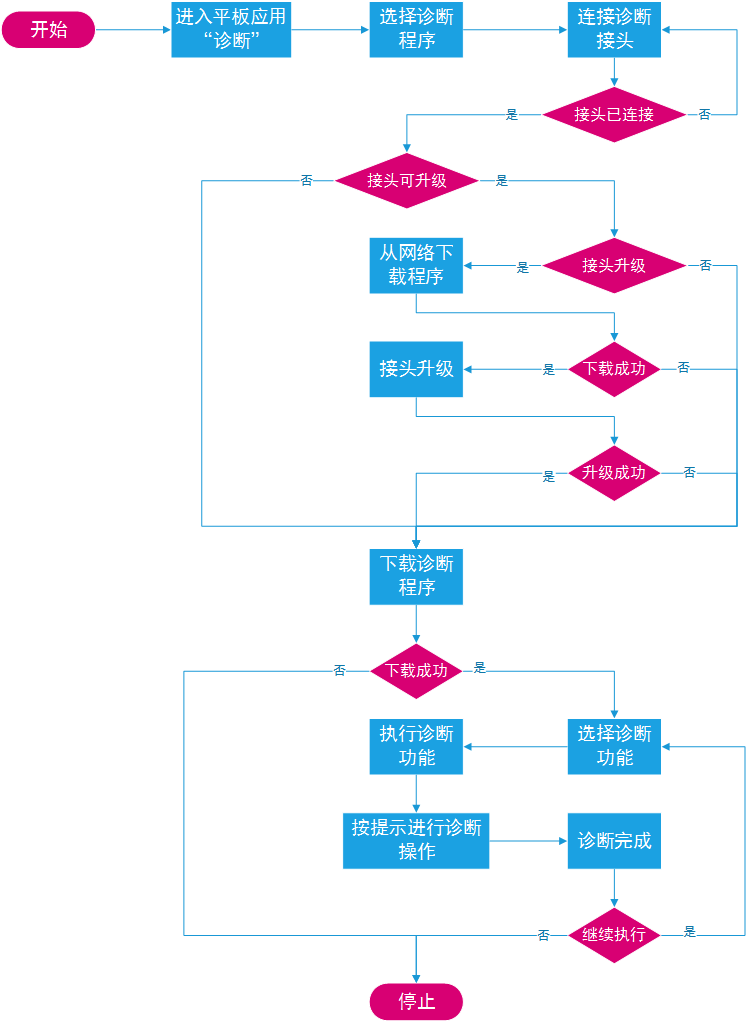 开始
进入平板应用
“诊断”
选择诊断
程序
连接诊断
接头
接头已连接
是
否
接头可升级
否
是
接头升级
是
否
从网络下
载程序
下载成功
是
否
接头升级
升级成功
是
否
下载诊断
程序
下载成功
否
是
选择诊断
功能
执行诊断
功能
按提示进行诊断
操作
诊断完成
继续执行
否
是
停止